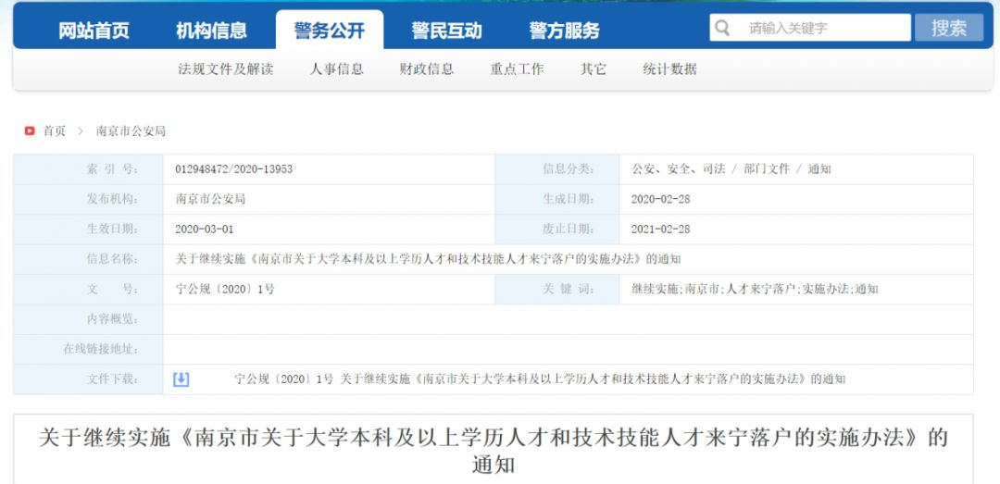 网站首页 机构信息 警务公开 警民互动 警方服务 请输入关键字 搜索
法规文件及解读 人事信息 财政信息 重点工作 其它 统计数据
首页 > 南京市公安局
索 引 号: 012948472/2020-13953 信息分类: 公安、安全、司法 / 部门文件 / 通知
发布机构: 南京市公安局 生成日期: 2020-02-28
生效日期: 2020-03-01 废止日期: 2021-02-28
信息名称: 关于继续实施《南京市关于大学本科及以上学历人才和技术技能人才来宁落户的实施办法》的通知
文 号: 宁公规〔2020〕1号 关 键 词: 继续实施;南京市;人才来宁落户;实施办法;通知
内容概览:
在线链接地址:
文件下载: 宁公规〔2020〕1号 关于继续实施《南京市关于大学本科及以上学历人才和技术技能人才来宁落户的实施办法》的通知
关于继续实施《南京市关于大学本科及以上学历人才和技术技能人才来宁落户的实施办法》的
通知